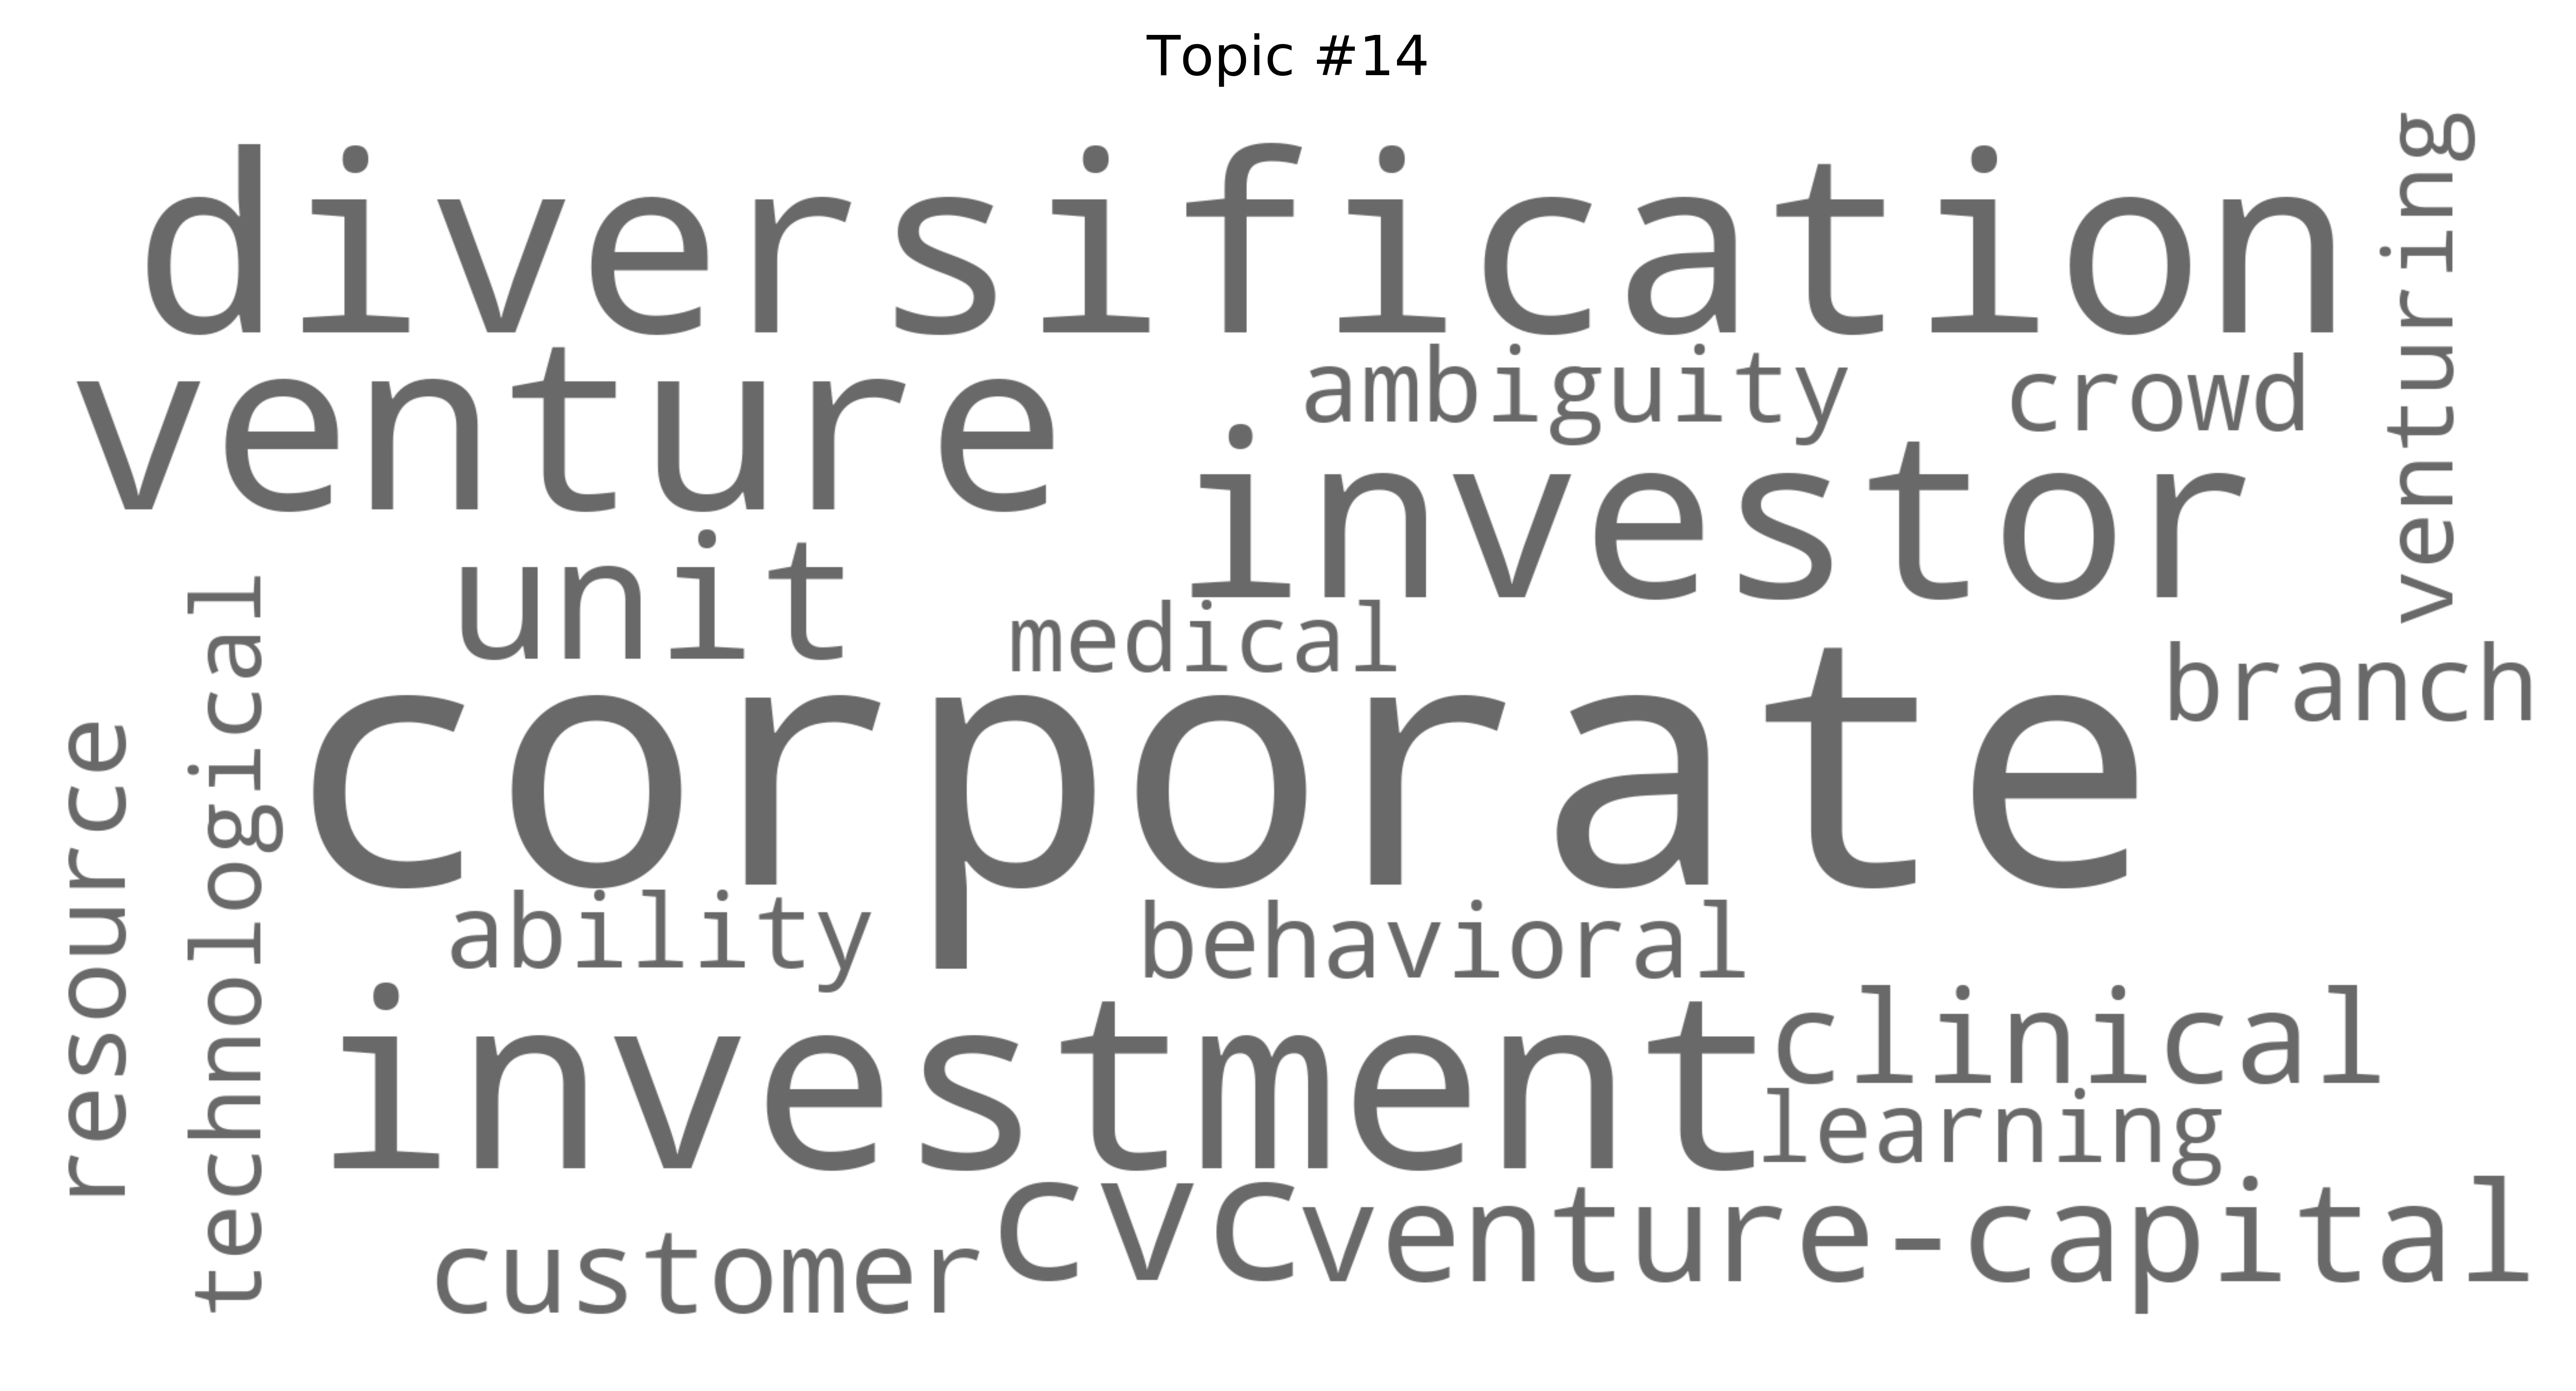 Topic #14
diversification
venturing
venture
ambiguity
crowd
investor
unit
medical
branch
corporate
technological
resource
ability
behavioral
investment
clinical
learning
cvc
venture-capital
customer